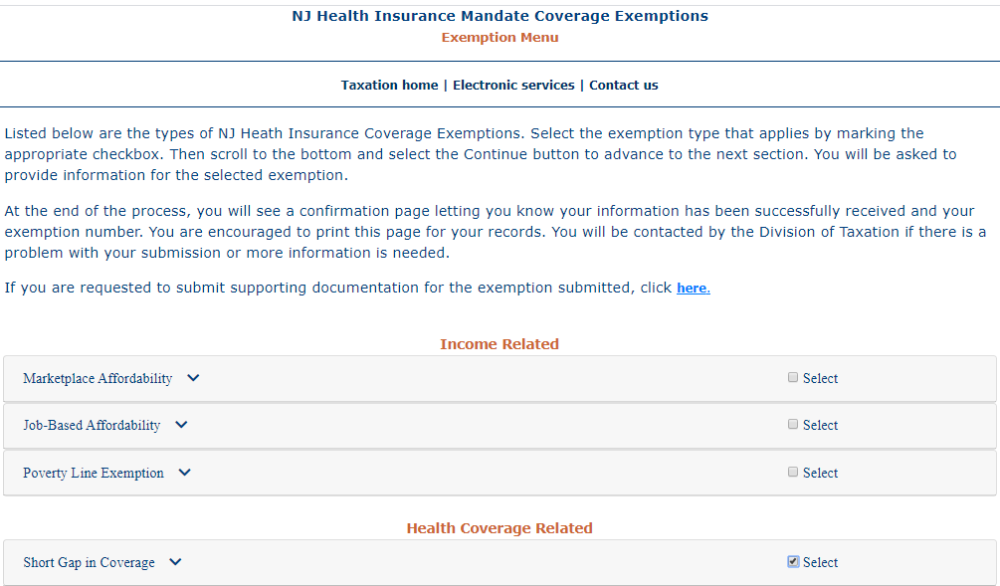 NJ Health Insurance Mandate Coverage Exemptions
Exemption Menu
Taxation home | Electronic services | Contact us
Listed below are the types of NJ Heath Insurance Coverage Exemptions. Select the exemption type that applies by marking the
appropriate checkbox. Then scroll to the bottom and select the Continue button to advance to the next section. You will be asked to
provide information for the selected exemption.
At the end of the process, you will see a confirmation page letting you know your information has been successfully received and your
exemption number. You are encouraged to print this page for your records. You will be contacted by the Division of Taxation if there is a
problem with your submission or more information is needed.
If you are requested to submit supporting documentation for the exemption submitted, click here.
Income Related
Marketplace Affordability Select
Job-Based Affordability Select
Poverty Line Exemption Select
Health Coverage Related
Short Gap in Coverage Select